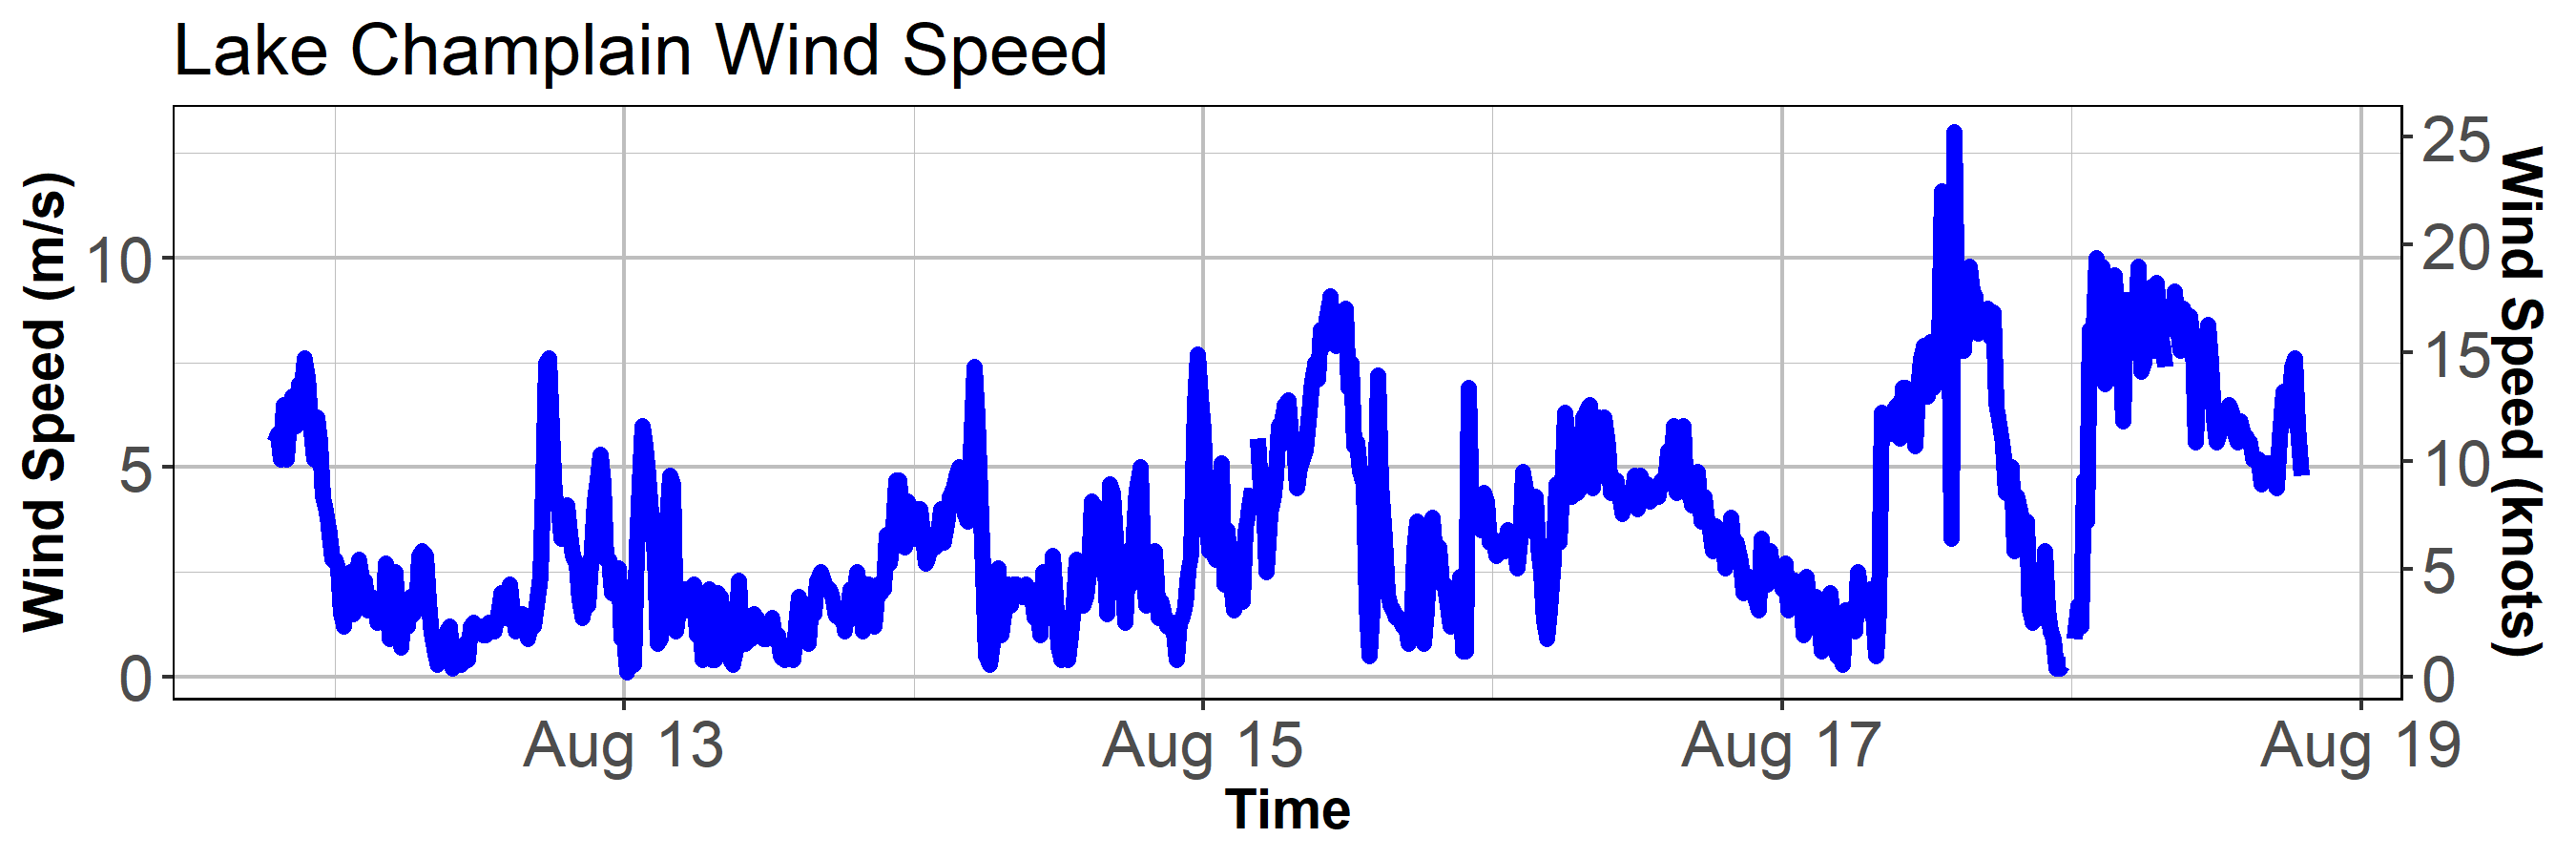 Lake Champlain Wind Speed
Wind Speed (m/s)
10
5
0
25
20
15
10
5
0
Wind Speed (knots)
Aug 13
Aug 15
Aug 17
Aug 19
Time